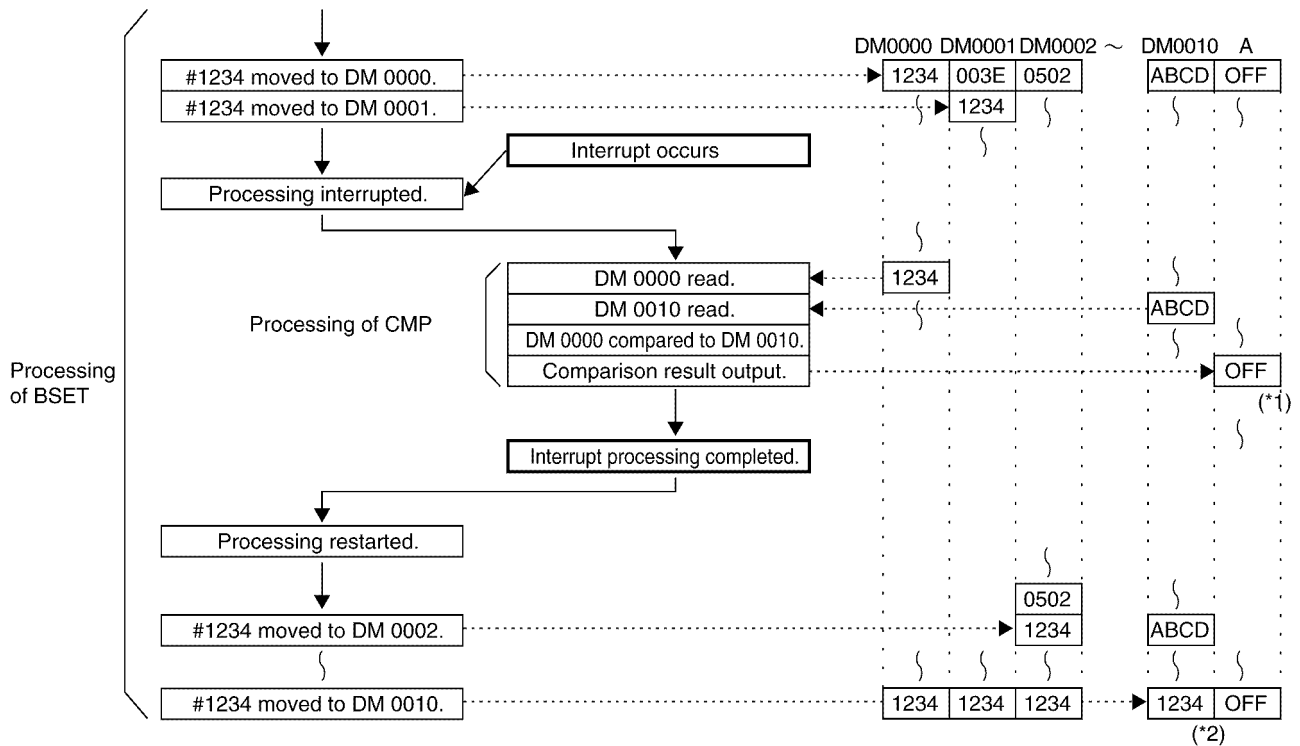 DM0000 DM0001 DM0002 ~ DM0010 A
#1234 moved to DM 0000. 1234 003E 0502 ABCD OFF
#1234 moved to DM 0001. 1234
Interrupt occurs
Processing interrupted.
DM 0000 read. 1234
DM 0010 read. ABCD
Processing of CMP
DM 0000 compared to DM 0010.
Comparison result output. OFF
(*1)
Processing
of BSET
Interrupt processing completed.
Processing restarted.
0502
#1234 moved to DM 0002. 1234 ABCD
#1234 moved to DM 0010. 1234 1234 1234 1234 OFF
(*2)